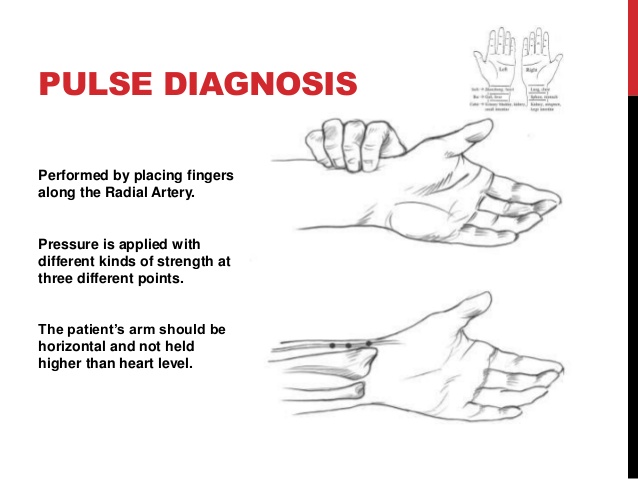 PULSE DIAGNOSIS
Left
Right
Performed by placing fingers
along the Radial Artery.
Pressure is applied with
different kinds of strength at
three different points.
The patient’s arm should be
horizontal and not held
higher than heart level.